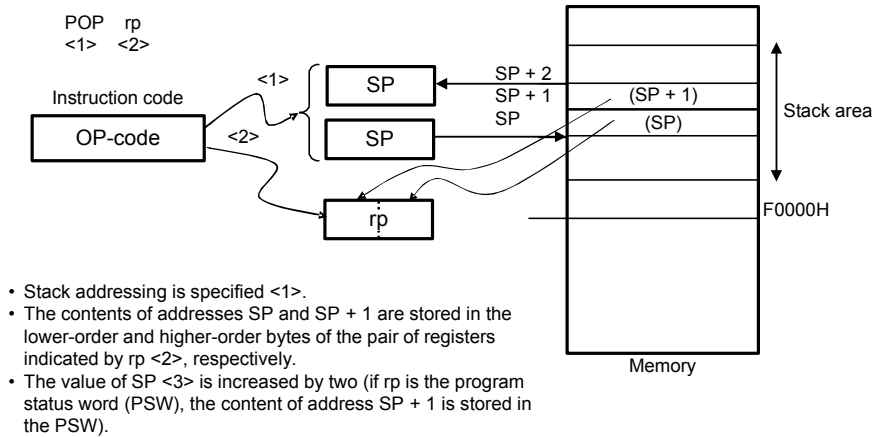 POP rp
<1> <2>
Instruction code
OP-code
<1>
<2>
SP
SP
rp
SP + 2
SP + 1
SP
(SP + 1)
(SP)
Stack area
F0000H
Memory
• Stack addressing is specified <1>.
• The contents of addresses SP and SP + 1 are stored in the
lower-order and higher-order bytes of the pair of registers
indicated by rp <2>, respectively.
• The value of SP <3> is increased by two (if rp is the program
status word (PSW), the content of address SP + 1 is stored in
the PSW).